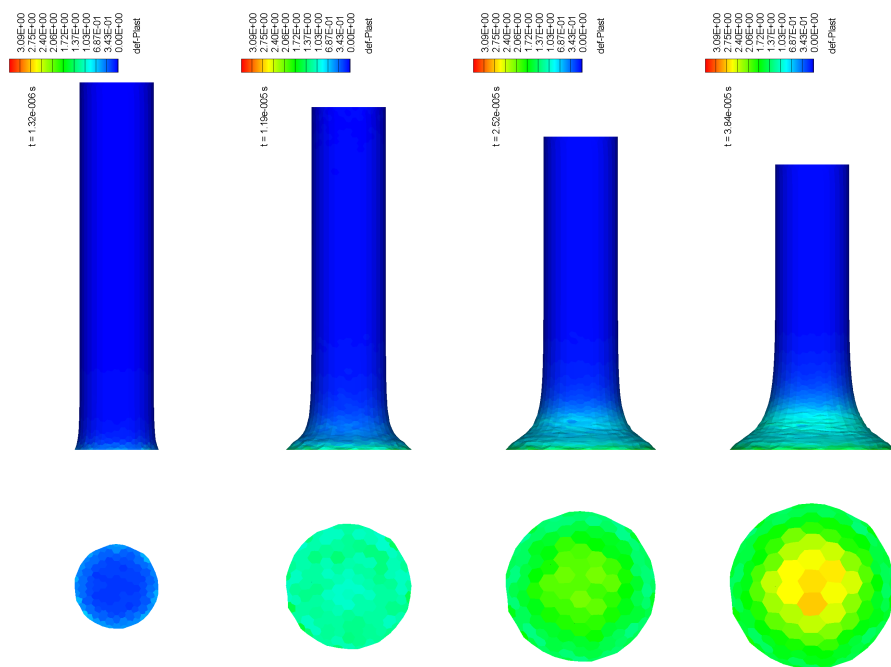 3.09E+00
2.75E+00
2.40E+00
2.06E+00
1.72E+00
1.37E+00
1.03E+00
6.87E-01
3.43E-01
0.00E+00
def-Plast
t = 1.32e-006 s
3.09E+00
2.75E+00
2.40E+00
2.06E+00
1.72E+00
1.37E+00
1.03E+00
6.87E-01
3.43E-01
0.00E+00
def-Plast
t = 1.19e-005 s
3.09E+00
2.75E+00
2.40E+00
2.06E+00
1.72E+00
1.37E+00
1.03E+00
6.87E-01
3.43E-01
0.00E+00
def-Plast
t = 2.52e-005 s
3.09E+00
2.75E+00
2.40E+00
2.06E+00
1.72E+00
1.37E+00
1.03E+00
6.87E-01
3.43E-01
0.00E+00
def-Plast
t = 3.84e-005 s